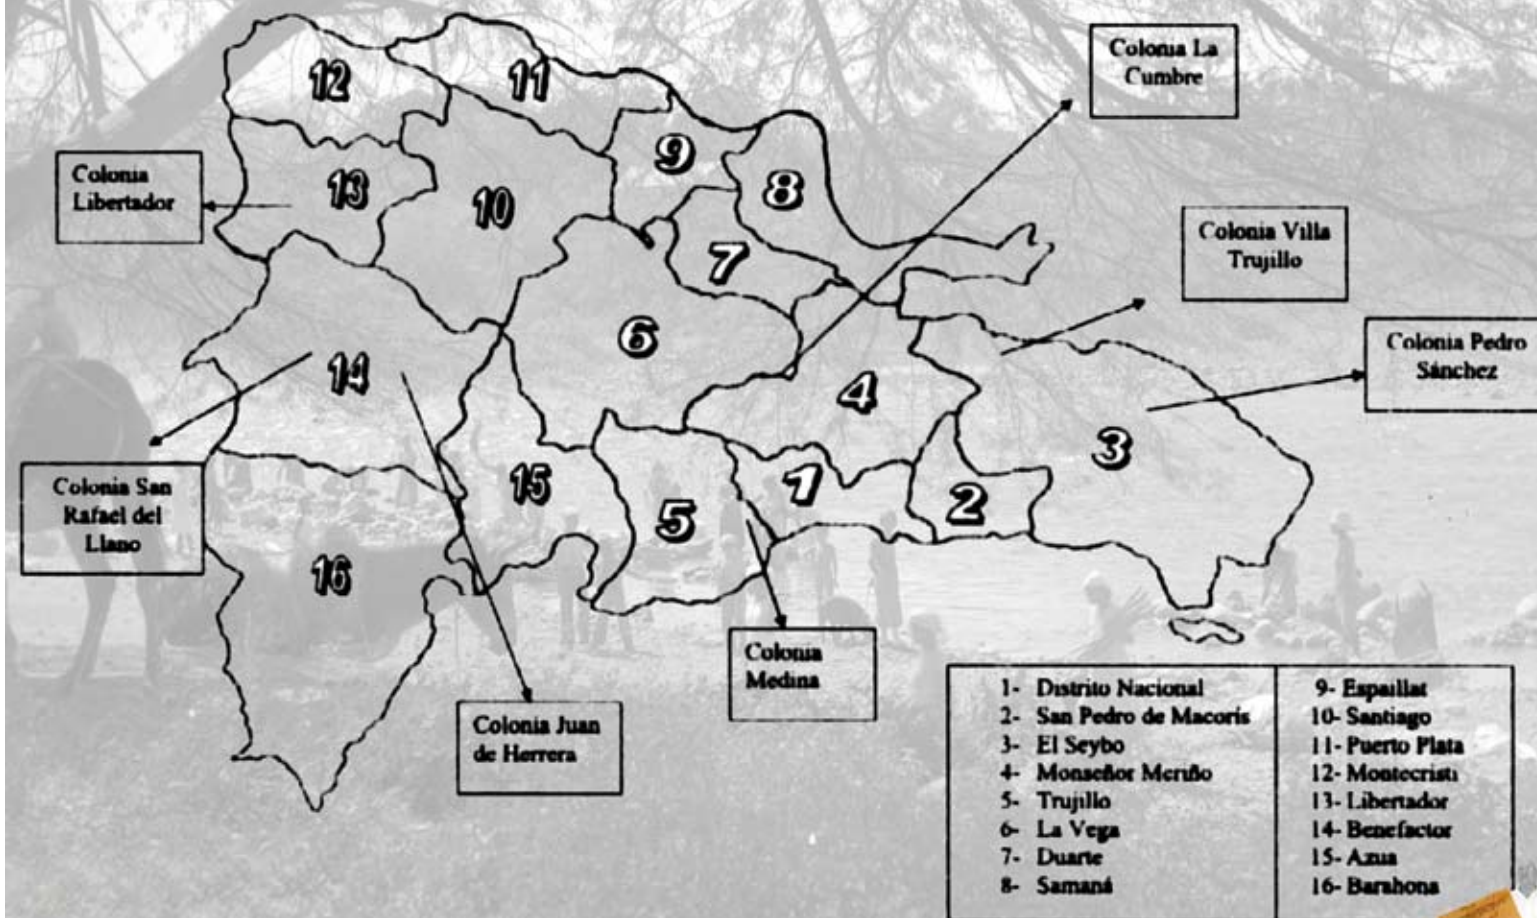 Colonia La
Cumbre
12
11
9
Colonia
Libertador
13
10
8
Colonia Villa
Trujillo
7
6
Colonia Pedro
Sánchez
14
4
3
Colonia San
Rafael del
Llano
15
5
1
2
16
Colonia
Medina
Colonia Juan
de Herrera
1- Distrito Nacional
2- San Pedro de Macorís
3- El Seybo
4- Monseñor Meriño
5- Trujillo
6- La Vega
7- Duarte
8- Samaná
9- Espaillat
10- Santiago
11- Puerto Plata
12- Montecristi
13- Libertador
14- Benefactor
15- Azua
16- Barahona